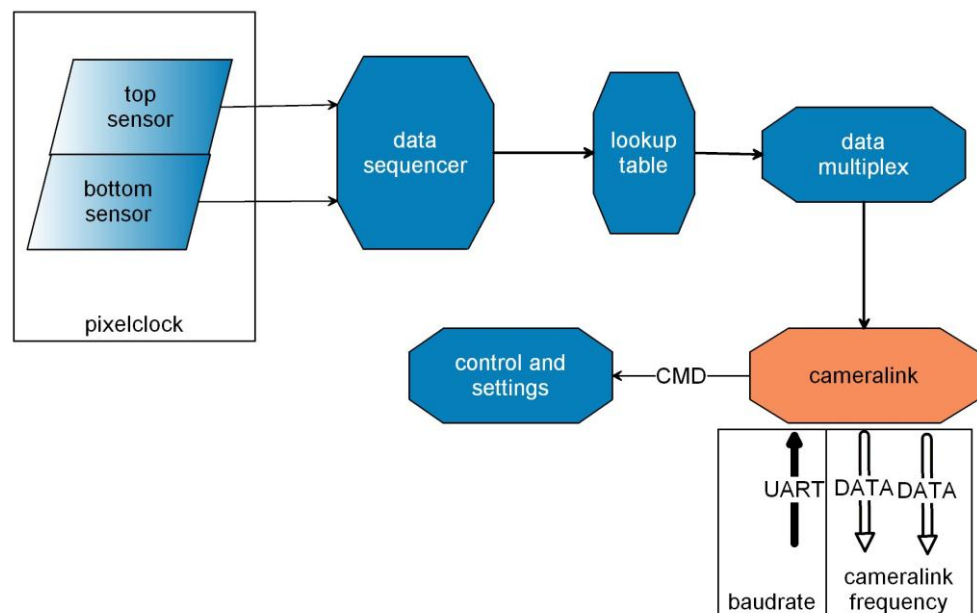 top
sensor
bottom
sensor
pixelclock
data
sequencer
lookup
table
data
multiplex
control and
settings
CMD
cameralink
UART
DATA
DATA
baudrate
cameralink
frequency